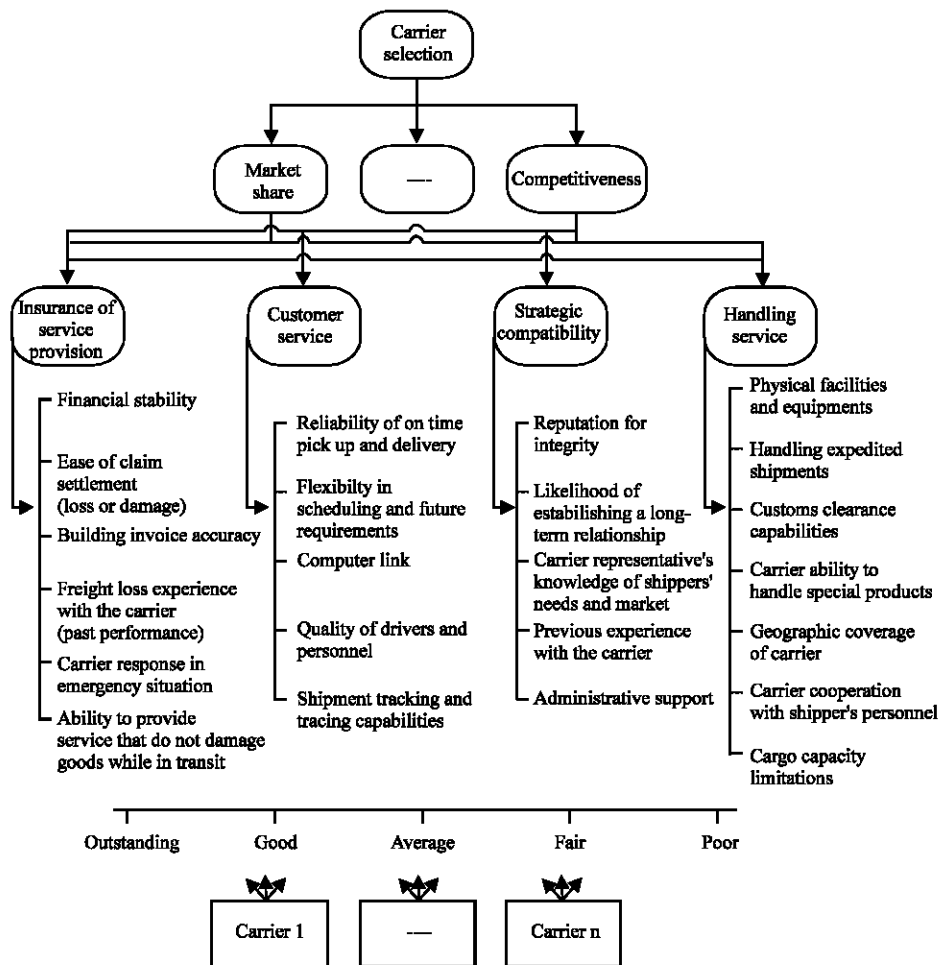 Carrier
selection
Market
share
----
Competitiveness
Insurance of
service
provision
Customer
service
Strategic
compatibility
Handling
service
Financial stability
Ease of claim
settlement
(loss or damage)
Building invoice accuracy
Freight loss experience
with the carrier
(past performance)
Carrier response in
emergency situation
Ability to provide
service that do not damage
goods while in transit
Reliability of on time
pick up and delivery
Flexibilty in
scheduling and future
requirements
Computer link
Quality of drivers and
personnel
Shipment tracking and
tracing capabilities
Reputation for
integrity
Likelihood of
estabilishing a long-
term relationship
Carrier representative's
knowledge of shippers'
needs and market
Previous experience
with the carrier
Administrative support
Physical facilities
and equipments
Handling expedited
shipments
Customs clearance
capabilities
Carrier ability to
handle special products
Geographic coverage
of carrier
Carrier cooperation
with shipper's personnel
Cargo capacity
limitations
Outstanding
Good
Average
Fair
Poor
Carrier 1
----
Carrier n